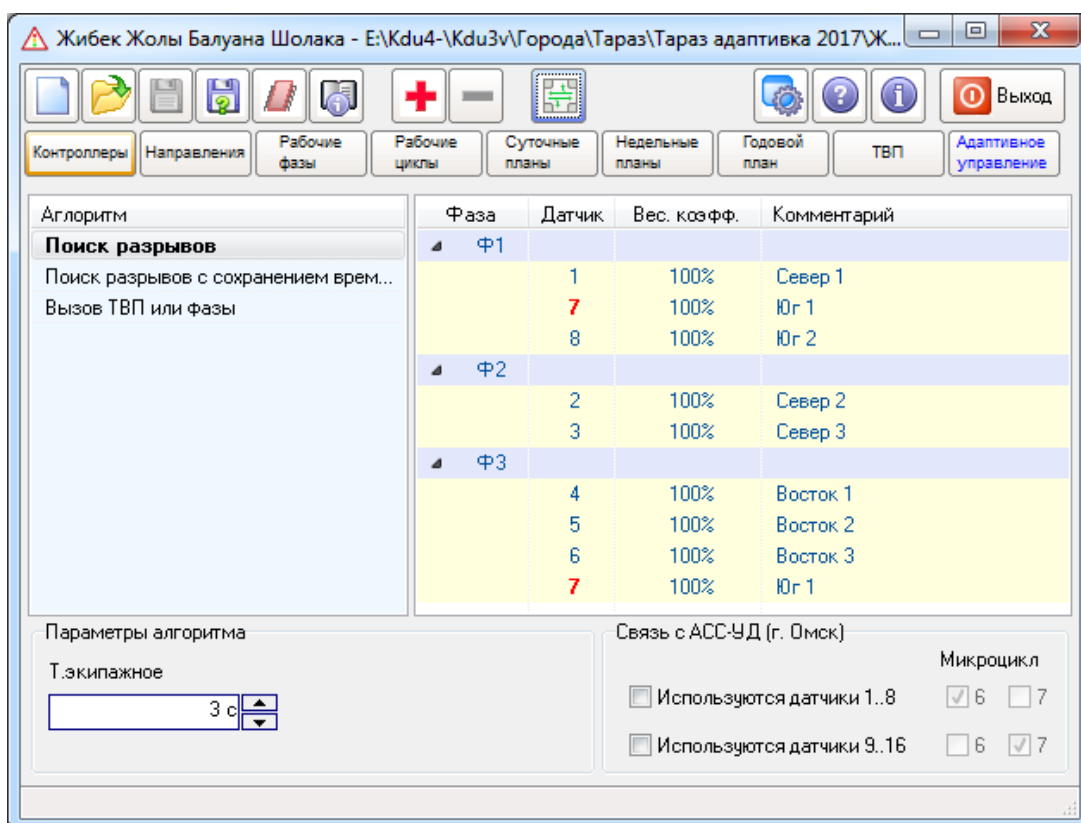 Жибек Жолы Балуана Шолака - E:\Kdu4-\Kdu3v\Города\Тараз\Тараз адаптивка 2017\Ж...
Выход
Контроллеры Направления Рабочие фазы Рабочие циклы Суточные планы Недельные планы Годовой план ТВП Адаптивное управление
Аглоритм
Поиск разрывов
Поиск разрывов с сохранением врем...
Вызов ТВП или фазы
Фаза Датчик Вес. коэфф. Комментарий
Ф1
1 100% Север 1
7 100% Юг 1
8 100% Юг 2
Ф2
2 100% Север 2
3 100% Север 3
Ф3
4 100% Восток 1
5 100% Восток 2
6 100% Восток 3
7 100% Юг 1
Параметры алгоритма
Т.экипажное
3 с
Связь с АСС-УД (г. Омск)
Микроцикл
Используются датчики 1..8 6 7
Используются датчики 9..16 6 7